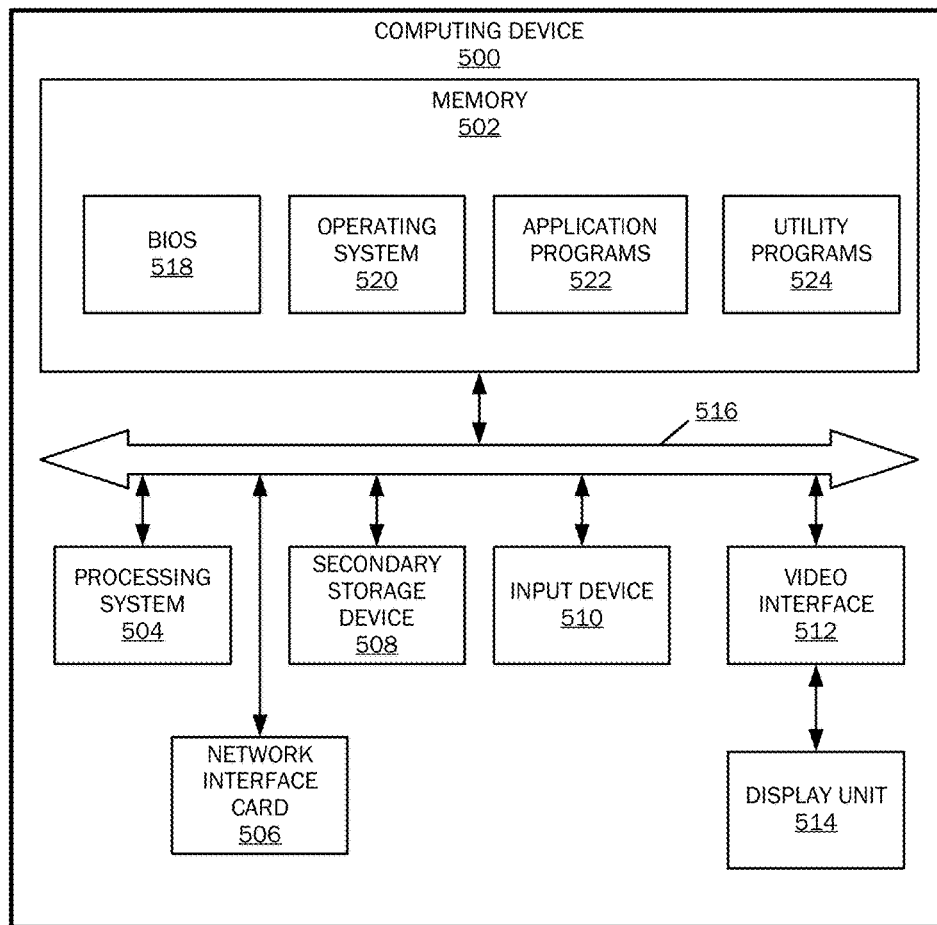 COMPUTING DEVICE
500
MEMORY
502
BIOS
518
OPERATING
SYSTEM
520
APPLICATION
PROGRAMS
522
UTILITY
PROGRAMS
524
516
PROCESSING
SYSTEM
504
SECONDARY
STORAGE
DEVICE
508
INPUT DEVICE
510
VIDEO
INTERFACE
512
NETWORK
INTERFACE
CARD
506
DISPLAY UNIT
514